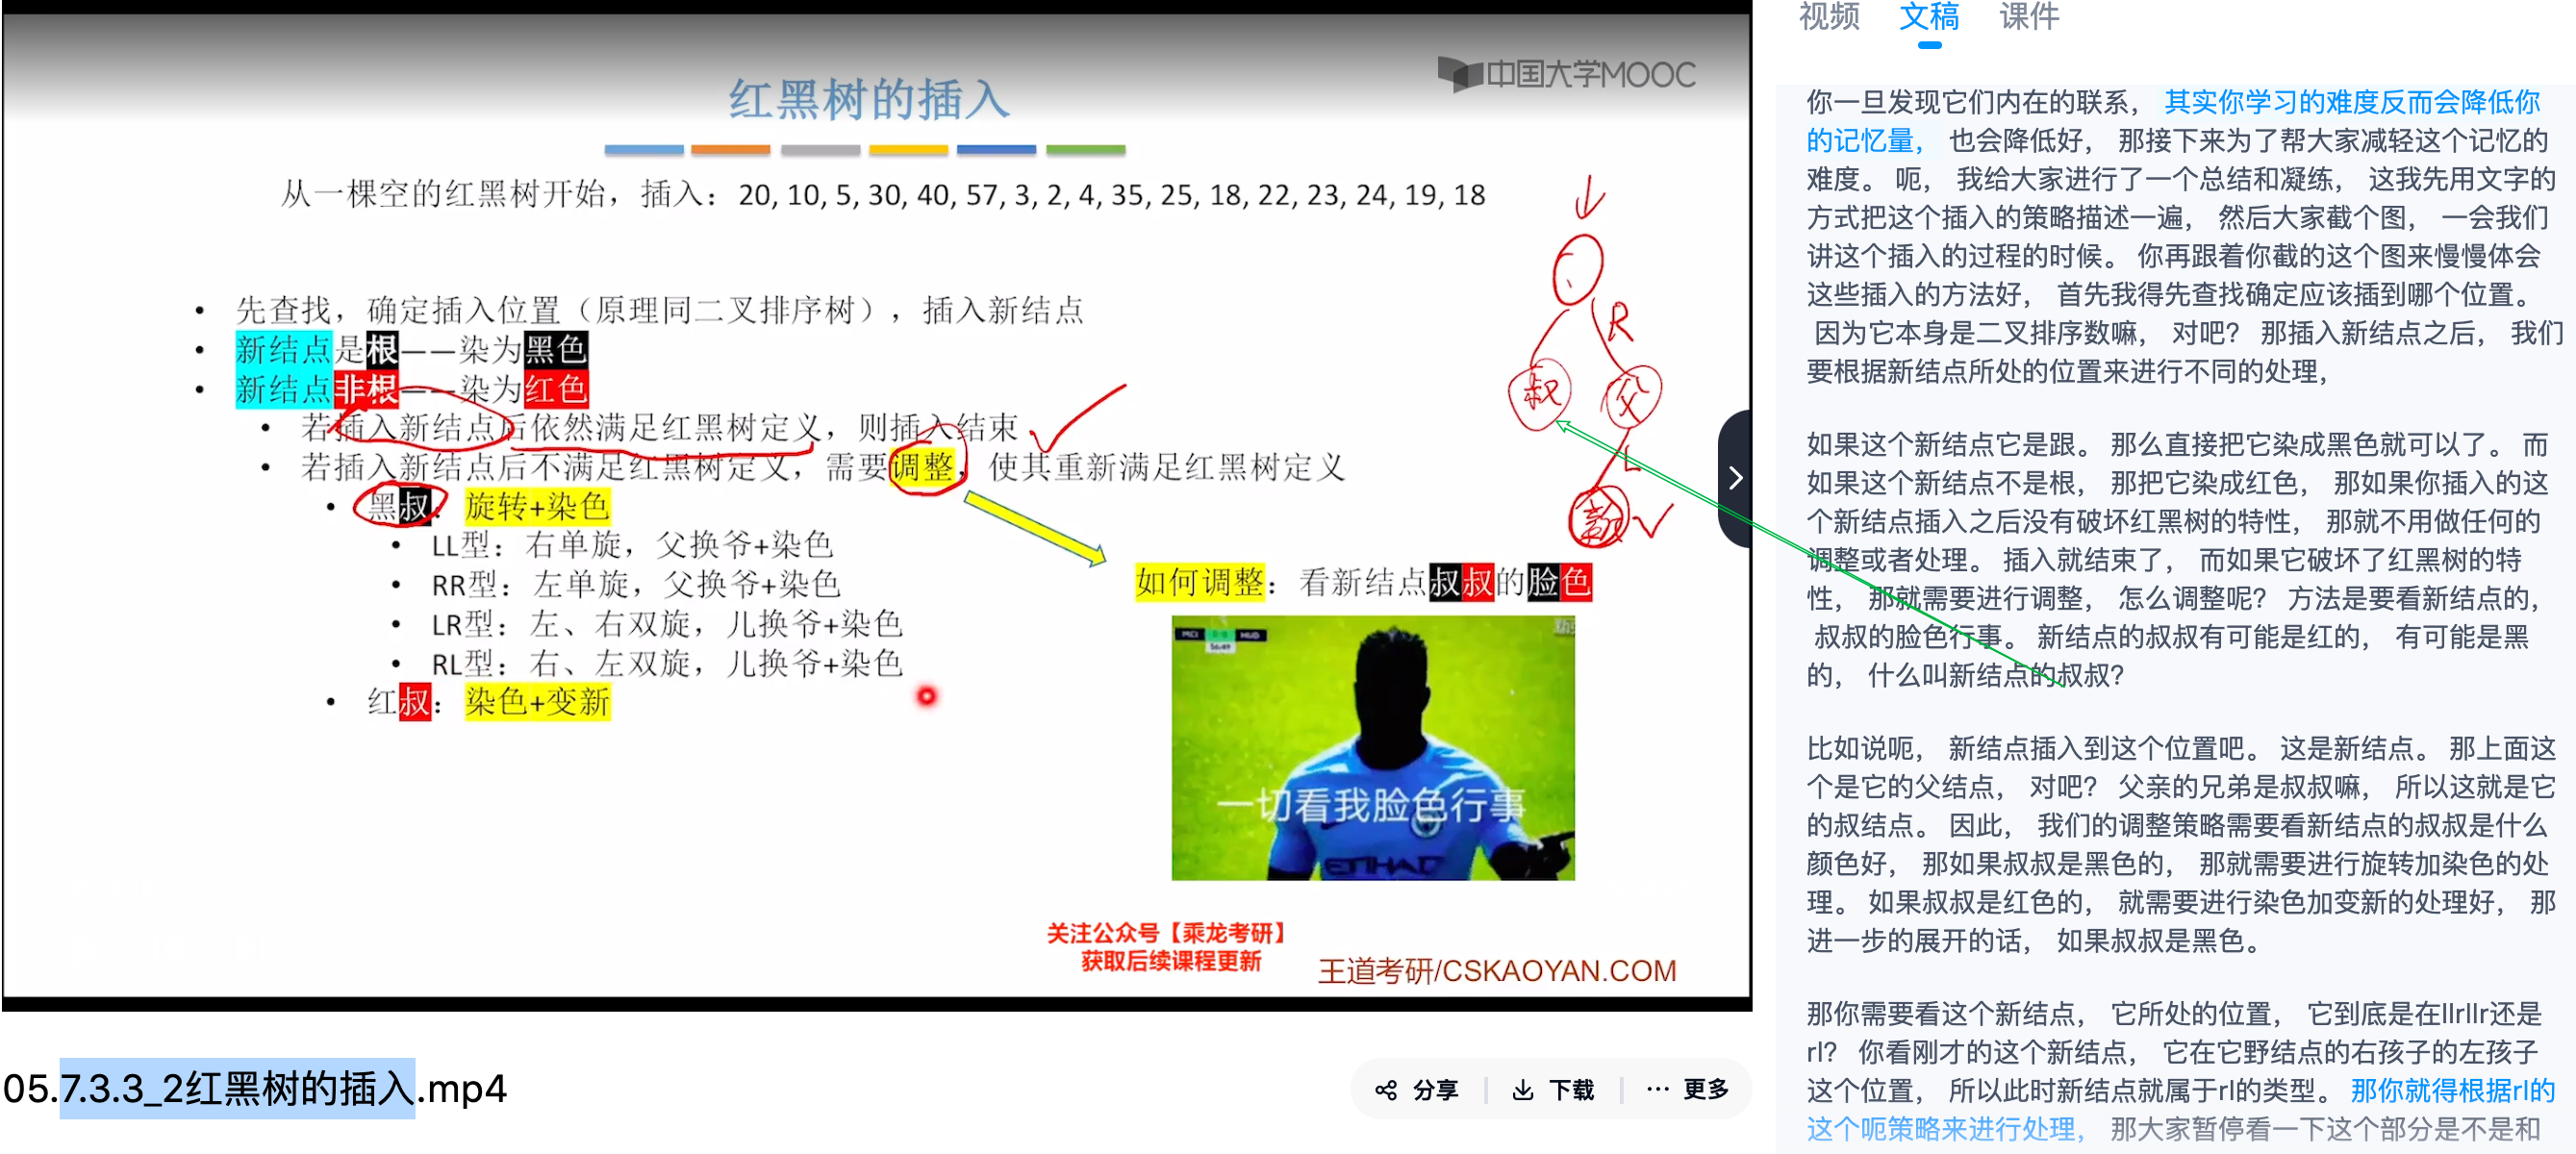 中国大学MOOC
红黑树的插入
从一棵空的红黑树开始，插入：20, 10, 5, 30, 40, 57, 3, 2, 4, 35, 25, 18, 22, 23, 24, 19, 18
• 先查找，确定插入位置（原理同二叉排序树），插入新结点
• 新结点是根——染为黑色
• 新结点非根——染为红色
• 若插入新结点后依然满足红黑树定义，则插入结束
• 若插入新结点后不满足红黑树定义，需要调整，使其重新满足红黑树定义
• 黑叔：旋转+染色
• LL型：右单旋，父换爷+染色
• RR型：左单旋，父换爷+染色
• LR型：左、右双旋，儿换爷+染色
• RL型：右、左双旋，儿换爷+染色
• 红叔：染色+变新
R
叔
父
L
如何调整：看新结点叔叔的脸色
MCI
HUD
56:49
一切看我脸色行事
ETIHAD
关注公众号【乘龙考研】
获取后续课程更新
王道考研/CSKAOYAN.COM
05.7.3.3_2红黑树的插入.mp4
分享
下载
··· 更多
视频 文稿 课件
你一旦发现它们内在的联系， 其实你学习的难度反而会降低你
的记忆量， 也会降低好， 那接下来为了帮大家减轻这个记忆的
难度。 呃， 我给大家进行了一个总结和凝练， 这我先用文字的
方式把这个插入的策略描述一遍， 然后大家截个图， 一会我们
讲这个插入的过程的时候。 你再跟着你截的这个图来慢慢体会
这些插入的方法好， 首先我得先查找确定应该插到哪个位置。
因为它本身是二叉排序数嘛， 对吧？ 那插入新结点之后， 我们
要根据新结点所处的位置来进行不同的处理，
如果这个新结点它是跟。 那么直接把它染成黑色就可以了。 而
如果这个新结点不是根， 那把它染成红色， 那如果你插入的这
个新结点插入之后没有破坏红黑树的特性， 那就不用做任何的
调整或者处理。 插入就结束了， 而如果它破坏了红黑树的特
性， 那就需要进行调整， 怎么调整呢？ 方法是要看新结点的，
叔叔的脸色行事。 新结点的叔叔有可能是红的， 有可能是黑
的， 什么叫新结点的叔叔？
比如说呃， 新结点插入到这个位置吧。 这是新结点。 那上面这
个是它的父结点， 对吧？ 父亲的兄弟是叔叔嘛， 所以这就是它
的叔结点。 因此， 我们的调整策略需要看新结点的叔叔是什么
颜色好， 那如果叔叔是黑色的， 那就需要进行旋转加染色的处
理。 如果叔叔是红色的， 就需要进行染色加变新的处理好， 那
进一步的展开的话， 如果叔叔是黑色。
那你需要看这个新结点， 它所处的位置， 它到底是在llrllr还是
rl？ 你看刚才的这个新结点， 它在它野结点的右孩子的左孩子
这个位置， 所以此时新结点就属于rl的类型。 那你就得根据rl的
这个呃策略来进行处理， 那大家暂停看一下这个部分是不是和